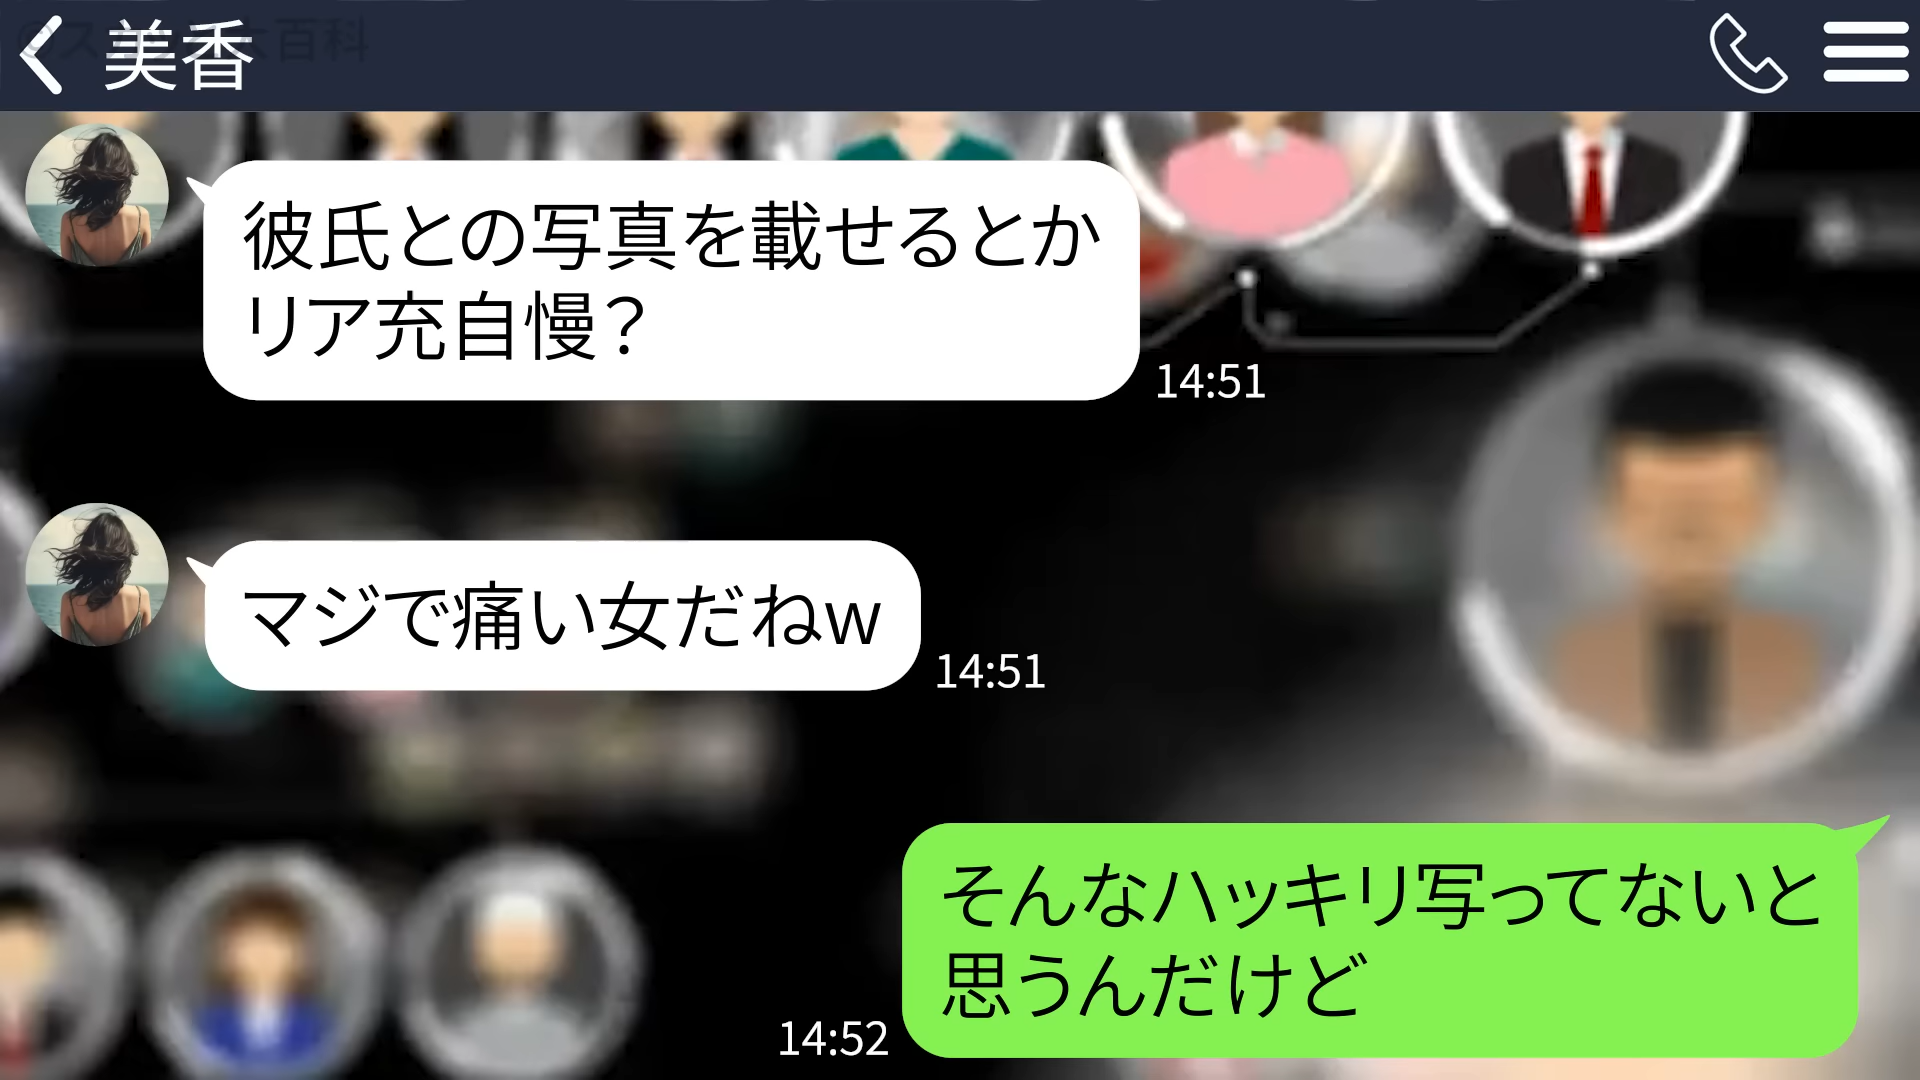 美香
彼氏との写真を載せるとか
リア充自慢?
14:51
マジで痛い女だねw
14:51
そんなハッキリ写ってないと
思うんだけど
14:52